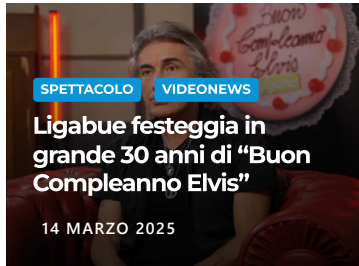 Buon
Compleanno
Elvis
SPETTACOLO VIDEONEWS
Ligabue festeggia in
grande 30 anni di “Buon
Compleanno Elvis”
14 MARZO 2025